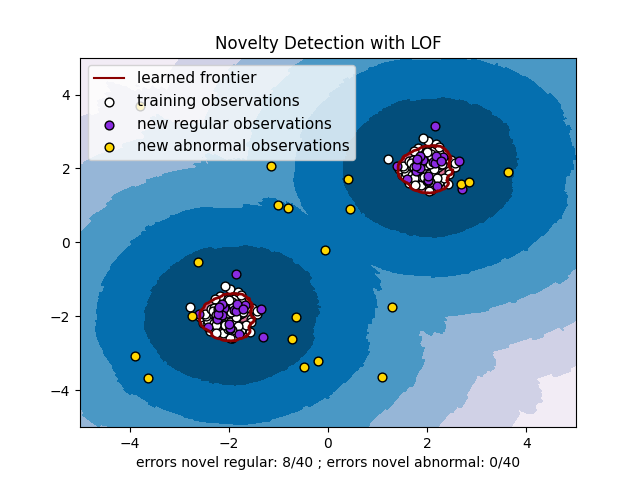 Novelty Detection with LOF
learned frontier
training observations
new regular observations
new abnormal observations
4
2
0
−2
−4
−4
−2
0
2
4
errors novel regular: 8/40 ; errors novel abnormal: 0/40